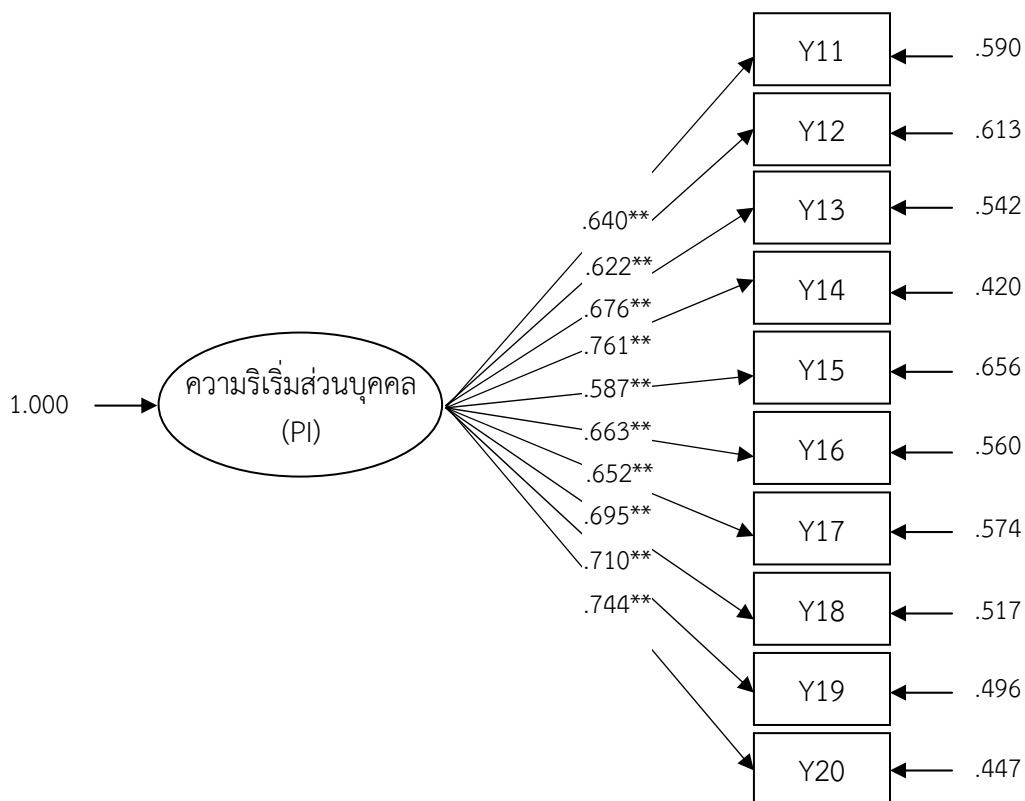 Y11
.590
Y12
.613
Y13
.542
.640**
.622**
Y14
.420
.676**
.761**
Y15
.656
.587**
ความริเริ่มส่วนบุคคล
(PI)
1.000
.663**
Y16
.560
.652**
.695**
Y17
.574
.710**
.744**
Y18
.517
Y19
.496
Y20
.447